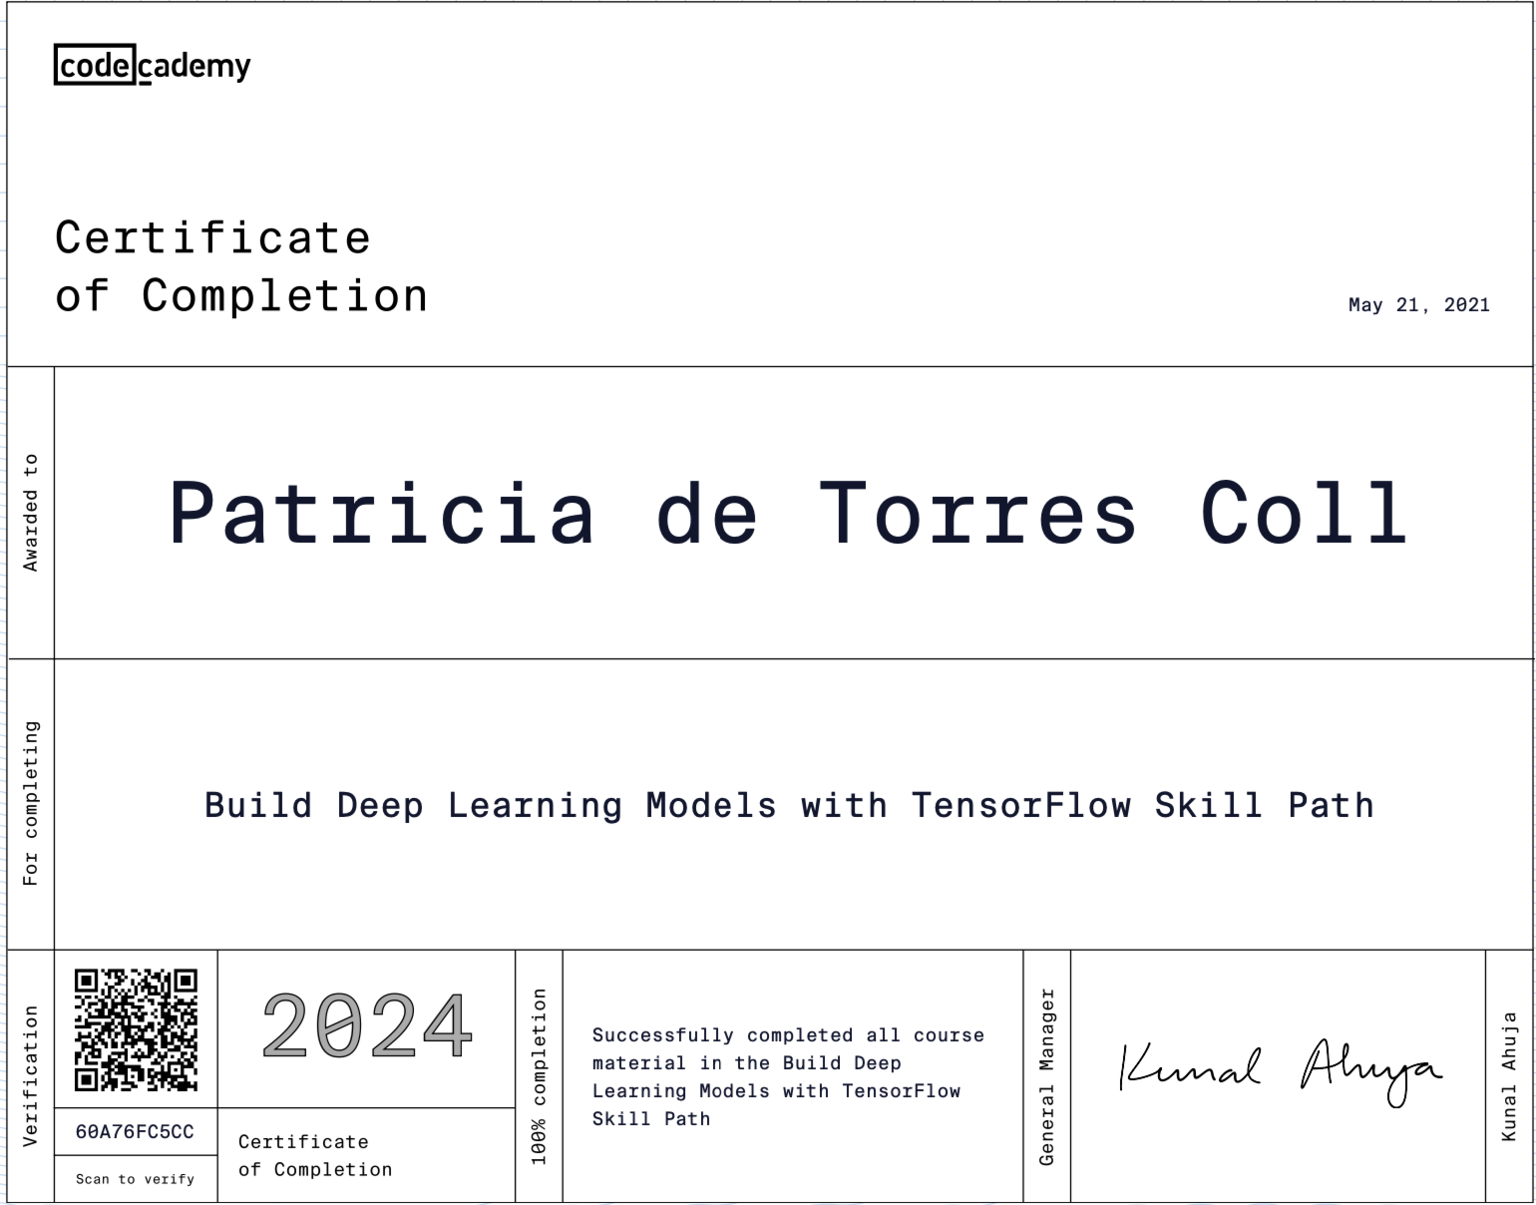 codecademy
Certificate
of Completion
May 21, 2021
Awarded to
Patricia de Torres Coll
For completing
Build Deep Learning Models with TensorFlow Skill Path
Verification
60A76FC5CC
Scan to verify
2024
Certificate
of Completion
100% completion
Successfully completed all course
material in the Build Deep
Learning Models with TensorFlow
Skill Path
General Manager
Kunal Ahuja
Kunal Ahuja